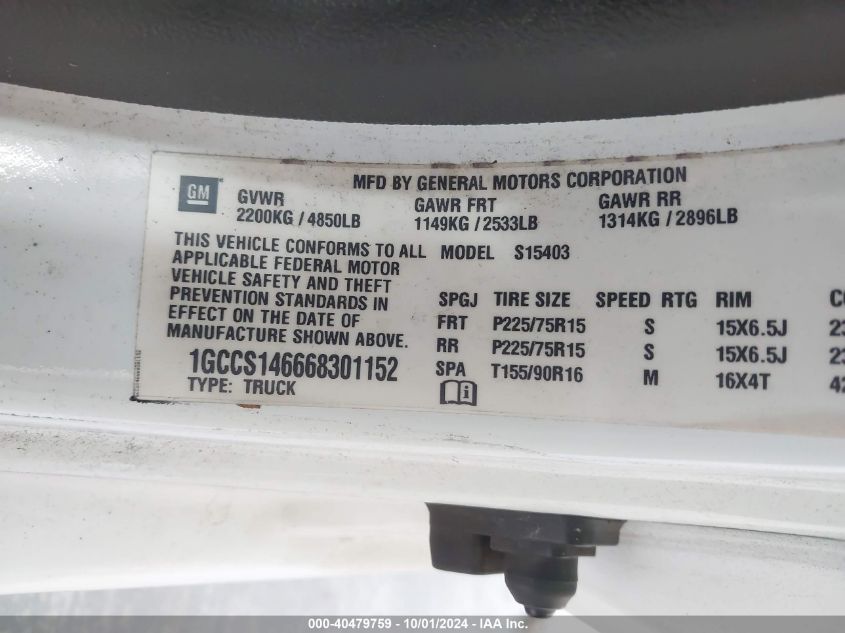 MFD BY GENERAL MOTORS CORPORATION
GM
GVWR GAWR FRT GAWR RR
2200KG / 4850LB 1149KG / 2533LB 1314KG / 2896LB
THIS VEHICLE CONFORMS TO ALL
APPLICABLE FEDERAL MOTOR
VEHICLE SAFETY AND THEFT
PREVENTION STANDARDS IN
EFFECT ON THE DATE OF
MANUFACTURE SHOWN ABOVE.
1GCCS146668301152
TYPE: TRUCK
MODEL S15403
SPGJ TIRE SIZE SPEED RTG RIM
FRT P225/75R15 S 15X6.5J
RR P225/75R15 S 15X6.5J
SPA T155/90R16 M 16X4T
000-40479759 - 10/01/2024 - IAA Inc.